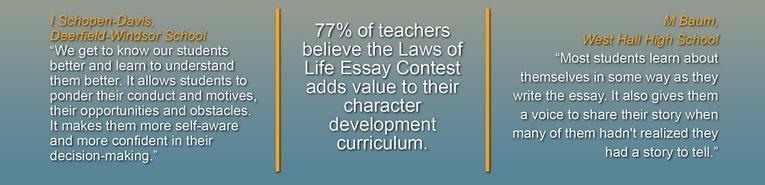 I Schopen-Davis,
Deerfield-Windsor School
“We get to know our students
better and learn to understand
them better. It allows students to
ponder their conduct and motives,
their opportunities and obstacles.
It makes them more self-aware
and more confident in their
decision-making.”
77% of teachers
believe the Laws of
Life Essay Contest
adds value to their
character
development
curriculum.
M Baum,
West Hall High School
“Most students learn about
themselves in some way as they
write the essay. It also gives them
a voice to share their story when
many of them hadn't realized they
had a story to tell.”